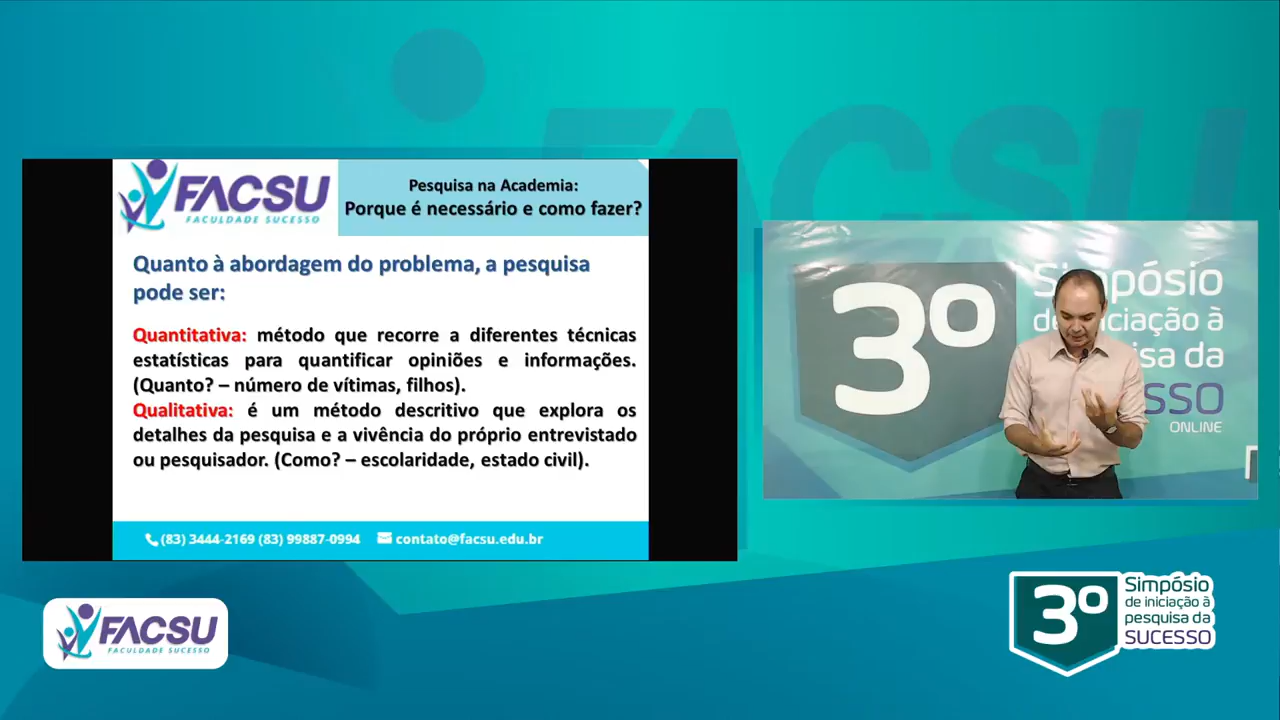 FACSU
FACSU
FACULDADE SUCESSO
Pesquisa na Academia:
Porque é necessário e como fazer?
Quanto à abordagem do problema, a pesquisa
pode ser:
Quantitativa: método que recorre a diferentes técnicas
estatísticas para quantificar opiniões e informações.
(Quanto? – número de vítimas, filhos).
Qualitativa: é um método descritivo que explora os
detalhes da pesquisa e a vivência do próprio entrevistado
ou pesquisador. (Como? – escolaridade, estado civil).
(83) 3444-2169 (83) 99887-0994 contato@facsu.edu.br
3º
Simpósio
de iniciação à
ONLINE
FACSU
FACULDADE SUCESSO
3º
Simpósio
de iniciação à
pesquisa da
SUCESSO